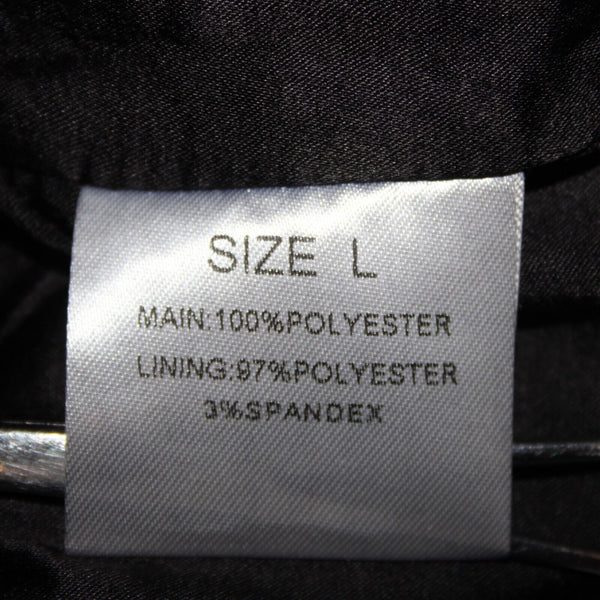 SIZE L
MAIN:100%POLYESTER
LINING:97%POLYESTER
3%SPANDEX